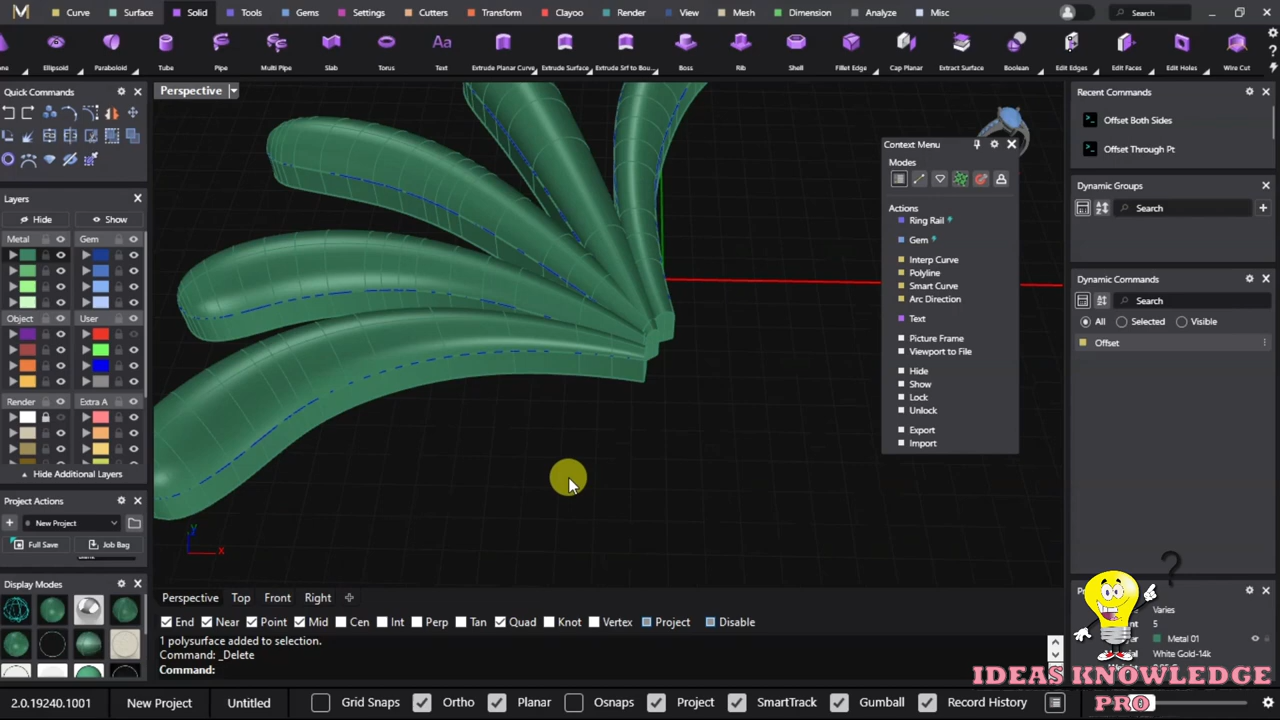 Curve Surface Solid Tools Gems Settings Cutters Transform Clayoo Render View Mesh Dimension Analyze Misc Search
Ellipsoid Paraboloid Tube Pipe Multi Pipe Slab Torus Text Extrude Planar Curve Extrude Surface Extrude Srf to Bou... Boss Rib Shell Fillet Edge Cap Planar Extract Surface Boolean Edit Edges Edit Faces Edit Holes Wire Cut
Aa
Quick Commands
Perspective
Layers
Hide Show
Metal Gem
Object User
Render Extra A
Hide Additional Layers
Project Actions
New Project
Full Save Job Bag
Display Modes
y
x
Context Menu
Modes
Actions
Ring Rail
Gem
Interp Curve
Polyline
Smart Curve
Arc Direction
Text
Picture Frame
Viewport to File
Hide
Show
Lock
Unlock
Export
Import
Recent Commands
Offset Both Sides
Offset Through Pt
Dynamic Groups
Search
Dynamic Commands
Search
All Selected Visible
Offset
Varies
5
Metal 01
White Gold-14k
Perspective Top Front Right
End Near Point Mid Cen Int Perp Tan Quad Knot Vertex Project Disable
1 polysurface added to selection.
Command: _Delete
Command:
IDEAS KNOWLEDGE
PRO
2.0.19240.1001 New Project Untitled Grid Snaps Ortho Planar Osnaps Project SmartTrack Gumball Record History